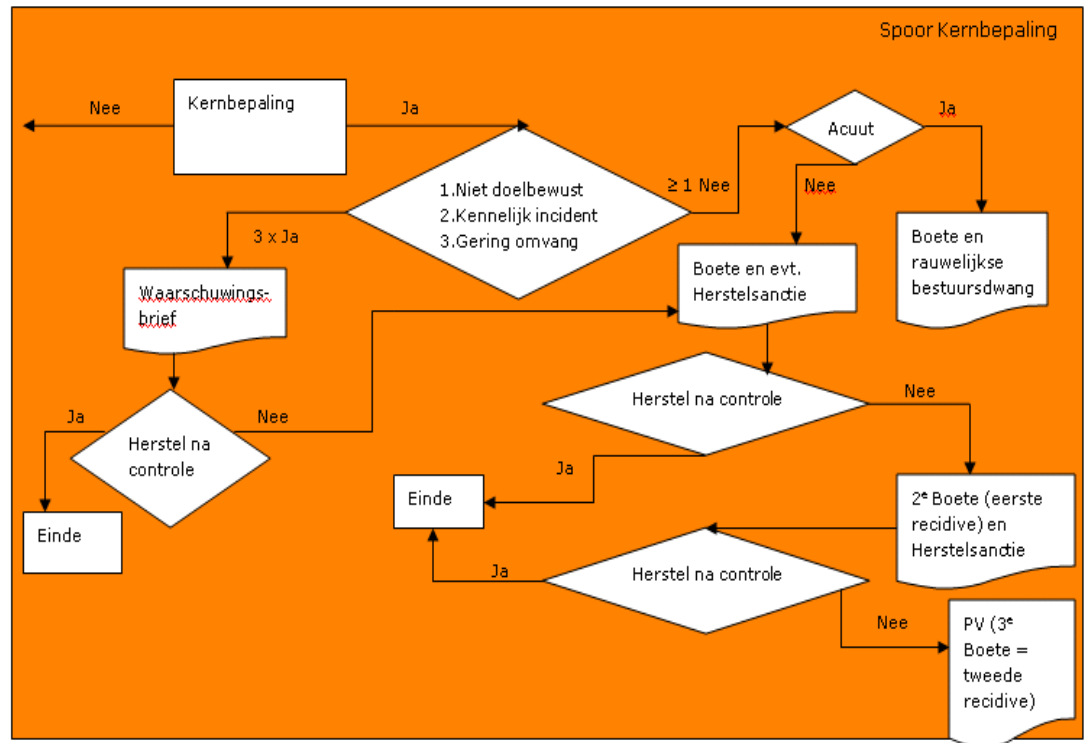 Spoor Kernbepaling
Nee
Kernbepaling
Ja
Acuut
Ja
1.Niet doelbewust
2.Kennelijk incident
3.Gering omvang
≥ 1 Nee
Nee
3 x Ja
Boete en
rauwelijkse
bestuursdwang
Boete en evt.
Herstelsanctie
Waarschuwings-
brief
Ja
Herstel na
controle
Nee
Herstel na controle
Nee
Ja
Einde
Einde
2e Boete (eerste
recidive) en
Herstelsanctie
Herstel na controle
Ja
Nee
PV (3e
Boete =
tweede
recidive)